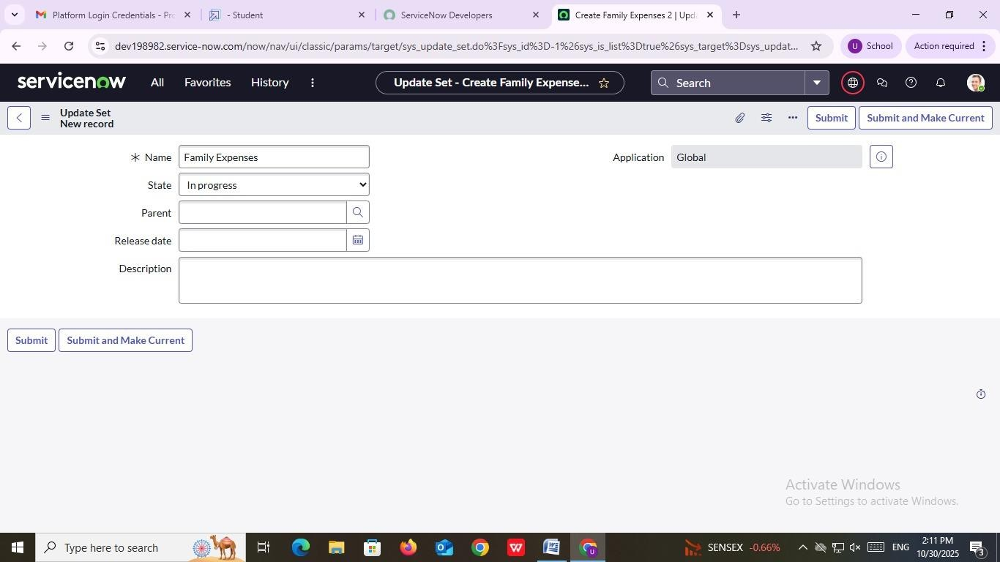 Platform Login Credentials - Pro
- Student
ServiceNow Developers
Create Family Expenses 2 | Upd
dev198982.service-now.com/now/nav/ui/classic/params/target/sys_update_set.do%3Fsys_id%3D-1%26sys_is_list%3Dtrue%26sys_target%3Dsys_updat...
U School
Action required
servicenow All Favorites History
Update Set - Create Family Expense...
Search
Update Set
New record
Submit
Submit and Make Current
Name Family Expenses
Application Global
State In progress
Parent
Release date
Description
Submit Submit and Make Current
Activate Windows
Go to Settings to activate Windows.
Type here to search
SENSEX -0.66%
ENG
2:11 PM
10/30/2025
3